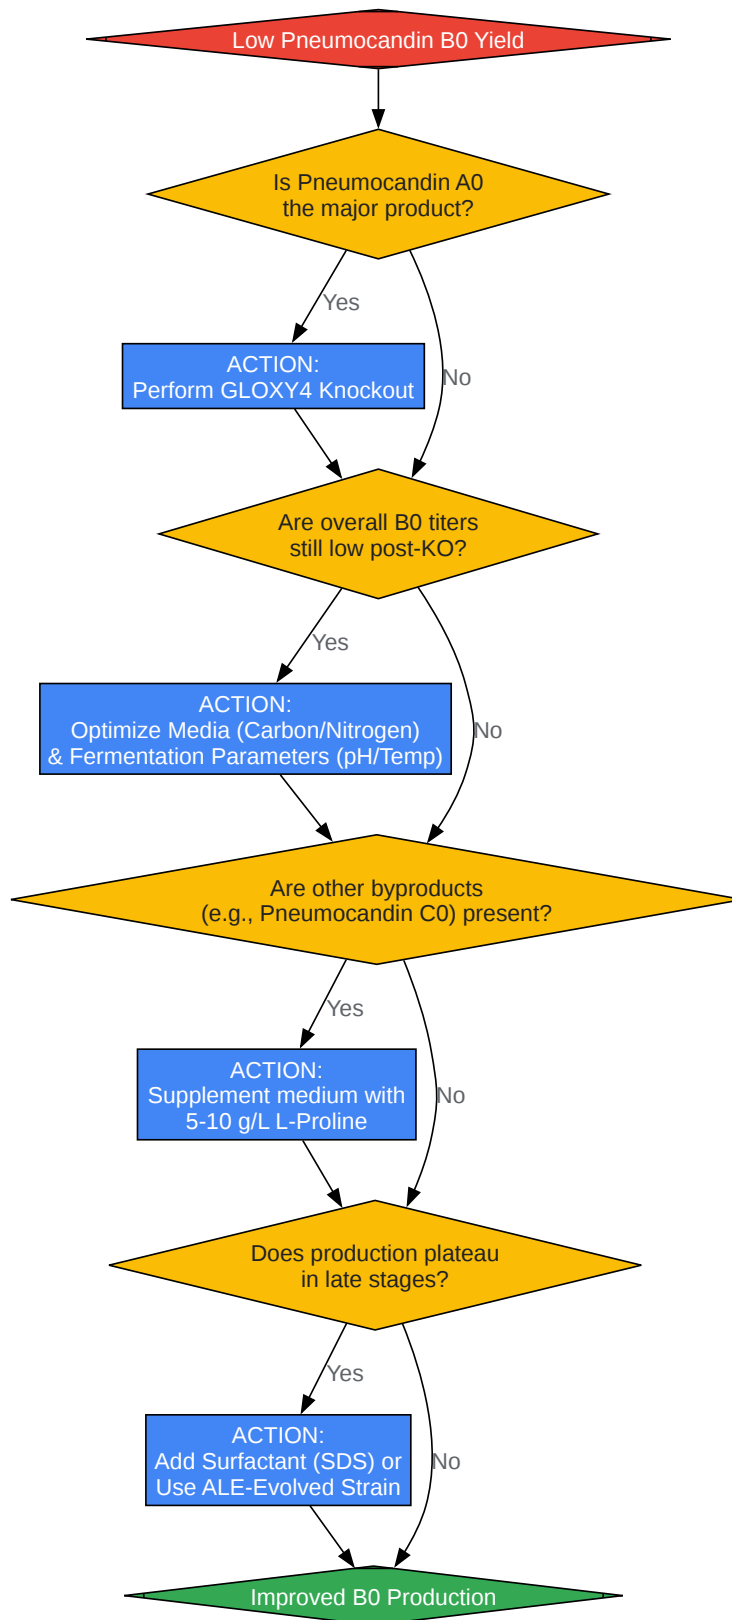 Low Pneumocandin B0 Yield
Is Pneumocandin A0
the major product?
Yes
ACTION:
Perform GLOXY4 Knockout
No
Are overall B0 titers
still low post-KO?
Yes
ACTION:
Optimize Media (Carbon/Nitrogen)
& Fermentation Parameters (pH/Temp)
No
Are other byproducts
(e.g., Pneumocandin C0) present?
Yes
ACTION:
Supplement medium with
5-10 g/L L-Proline
No
Does production plateau
in late stages?
Yes
ACTION:
Add Surfactant (SDS) or
Use ALE-Evolved Strain
No
Improved B0 Production